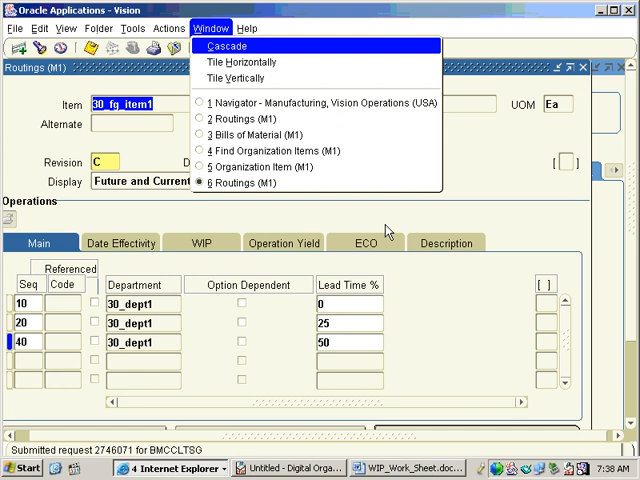 Oracle Applications - Vision
File Edit View Folder Tools Actions Window Help
Cascade
Tile Horizontally
Tile Vertically
1 Navigator - Manufacturing, Vision Operations (USA)
2 Routings (M1)
3 Bills of Material (M1)
4 Find Organization Items (M1)
5 Organization Item (M1)
6 Routings (M1)
Routings (M1)
Item 30_fg_item1 UOM Ea
Alternate
Revision C D [ ]
Display Future and Current
Operations
Main Date Effectivity WIP Operation Yield ECO Description
Referenced
Seq Code Department Option Dependent Lead Time % [ ]
10 30_dept1 0
20 30_dept1 25
40 30_dept1 50
Submitted request 2746071 for BMCCLTSG
Start 4 Internet Explorer Untitled - Digital Orga... WIP_Work_Sheet.doc... 7:38 AM